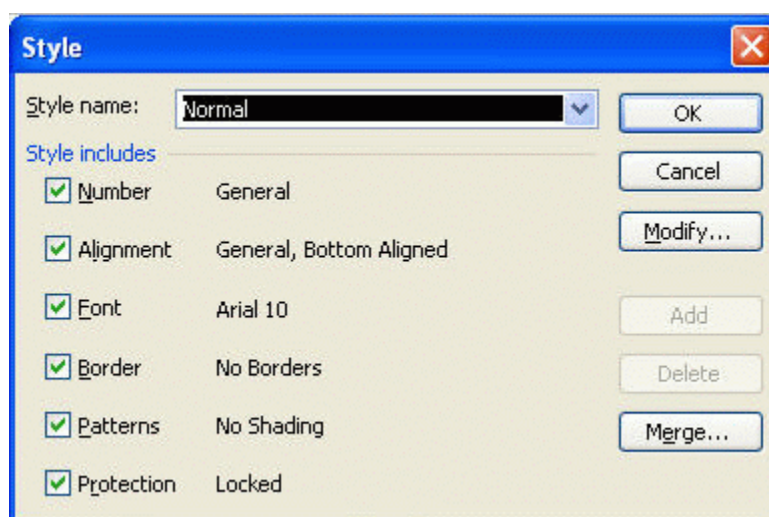 Style
Style name: Normal
OK
Style includes
Cancel
Number General
Modify...
Alignment General, Bottom Aligned
Font Arial 10
Add
Border No Borders
Delete
Patterns No Shading
Merge...
Protection Locked